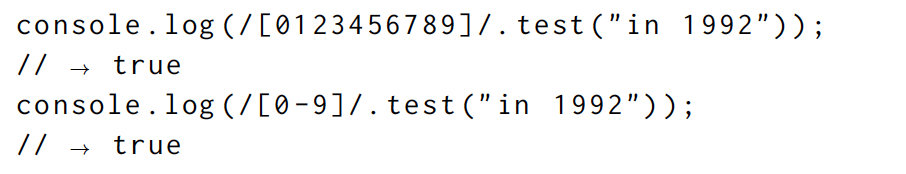 console.log(/[0123456789]/.test("in 1992"));
// → true
console.log(/[0-9]/.test("in 1992"));
// → true